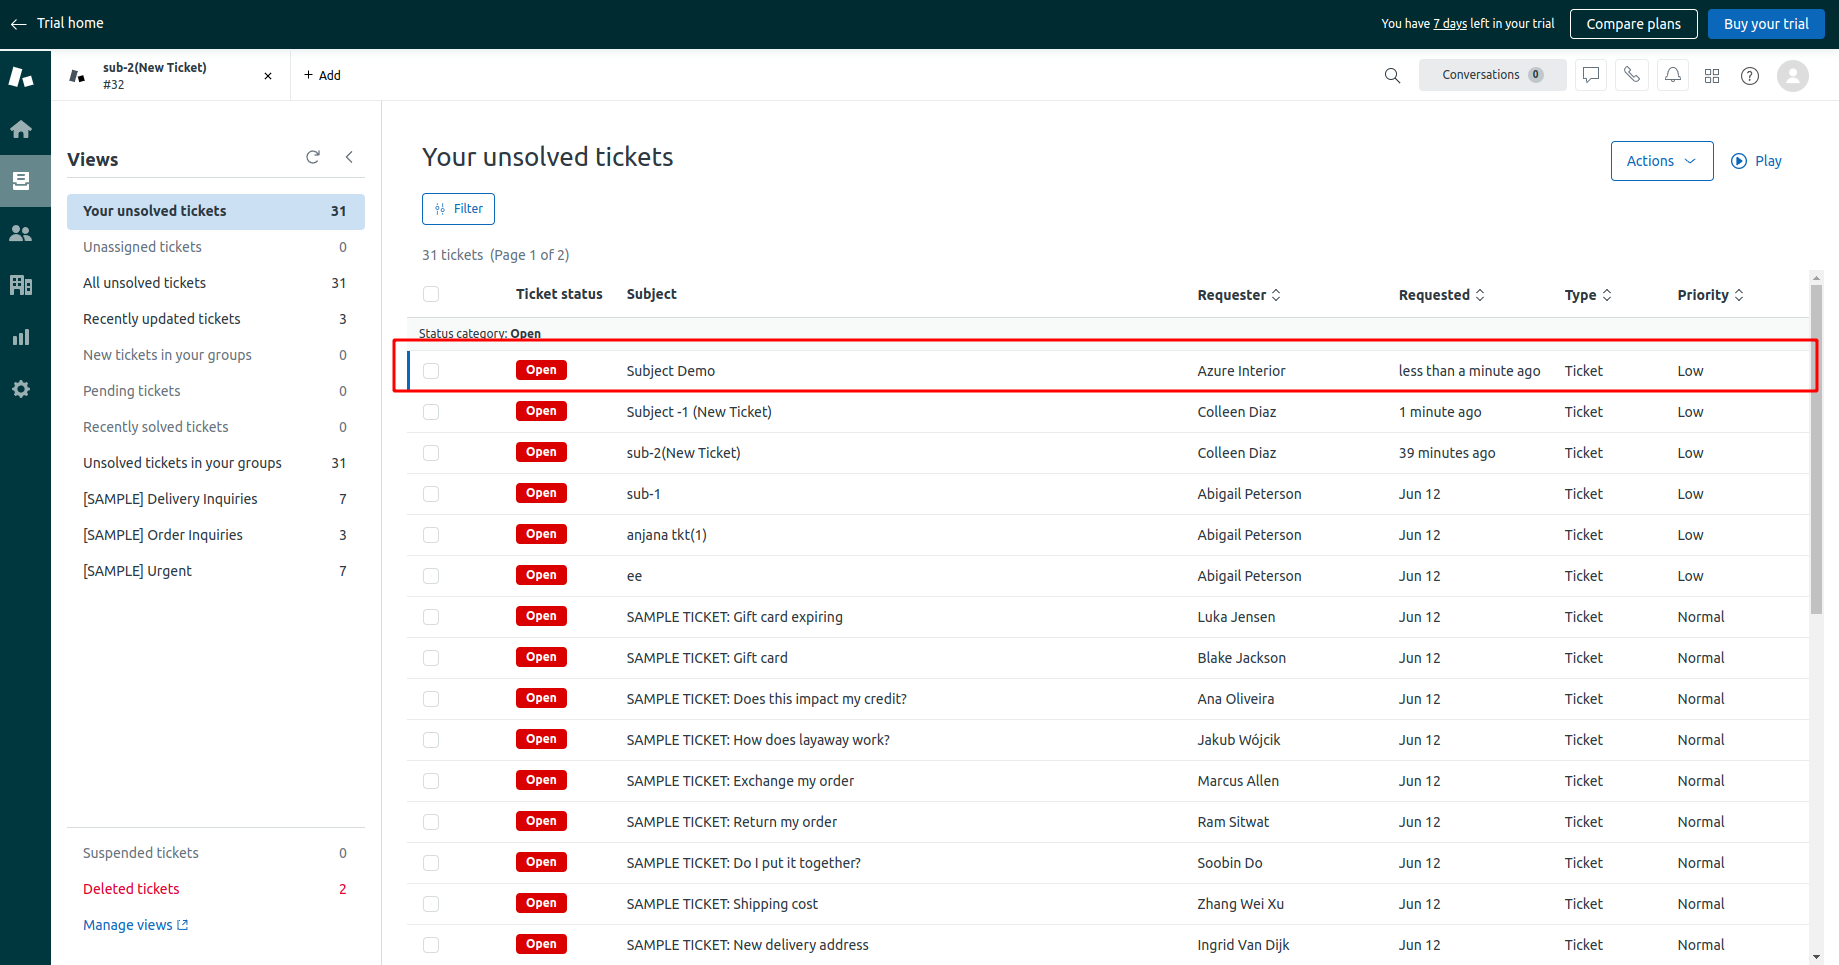 Trial home
You have 7 days left in your trial
Compare plans
Buy your trial
sub-2(New Ticket)
#32
+ Add
Conversations 0
Views
Your unsolved tickets 31
Unassigned tickets 0
All unsolved tickets 31
Recently updated tickets 3
New tickets in your groups 0
Pending tickets 0
Recently solved tickets 0
Unsolved tickets in your groups 31
[SAMPLE] Delivery Inquiries 7
[SAMPLE] Order Inquiries 3
[SAMPLE] Urgent 7
Suspended tickets 0
Deleted tickets 2
Manage views
Your unsolved tickets
Actions
Play
Filter
31 tickets (Page 1 of 2)
Ticket status Subject Requester Requested Type Priority
Status category: Open
Open Subject Demo Azure Interior less than a minute ago Ticket Low
Open Subject -1 (New Ticket) Colleen Diaz 1 minute ago Ticket Low
Open sub-2(New Ticket) Colleen Diaz 39 minutes ago Ticket Low
Open sub-1 Abigail Peterson Jun 12 Ticket Low
Open anjana tkt(1) Abigail Peterson Jun 12 Ticket Low
Open ee Abigail Peterson Jun 12 Ticket Low
Open SAMPLE TICKET: Gift card expiring Luka Jensen Jun 12 Ticket Normal
Open SAMPLE TICKET: Gift card Blake Jackson Jun 12 Ticket Normal
Open SAMPLE TICKET: Does this impact my credit? Ana Oliveira Jun 12 Ticket Normal
Open SAMPLE TICKET: How does layaway work? Jakub Wójcik Jun 12 Ticket Normal
Open SAMPLE TICKET: Exchange my order Marcus Allen Jun 12 Ticket Normal
Open SAMPLE TICKET: Return my order Ram Sitwat Jun 12 Ticket Normal
Open SAMPLE TICKET: Do I put it together? Soobin Do Jun 12 Ticket Normal
Open SAMPLE TICKET: Shipping cost Zhang Wei Xu Jun 12 Ticket Normal
Open SAMPLE TICKET: New delivery address Ingrid Van Dijk Jun 12 Ticket Normal